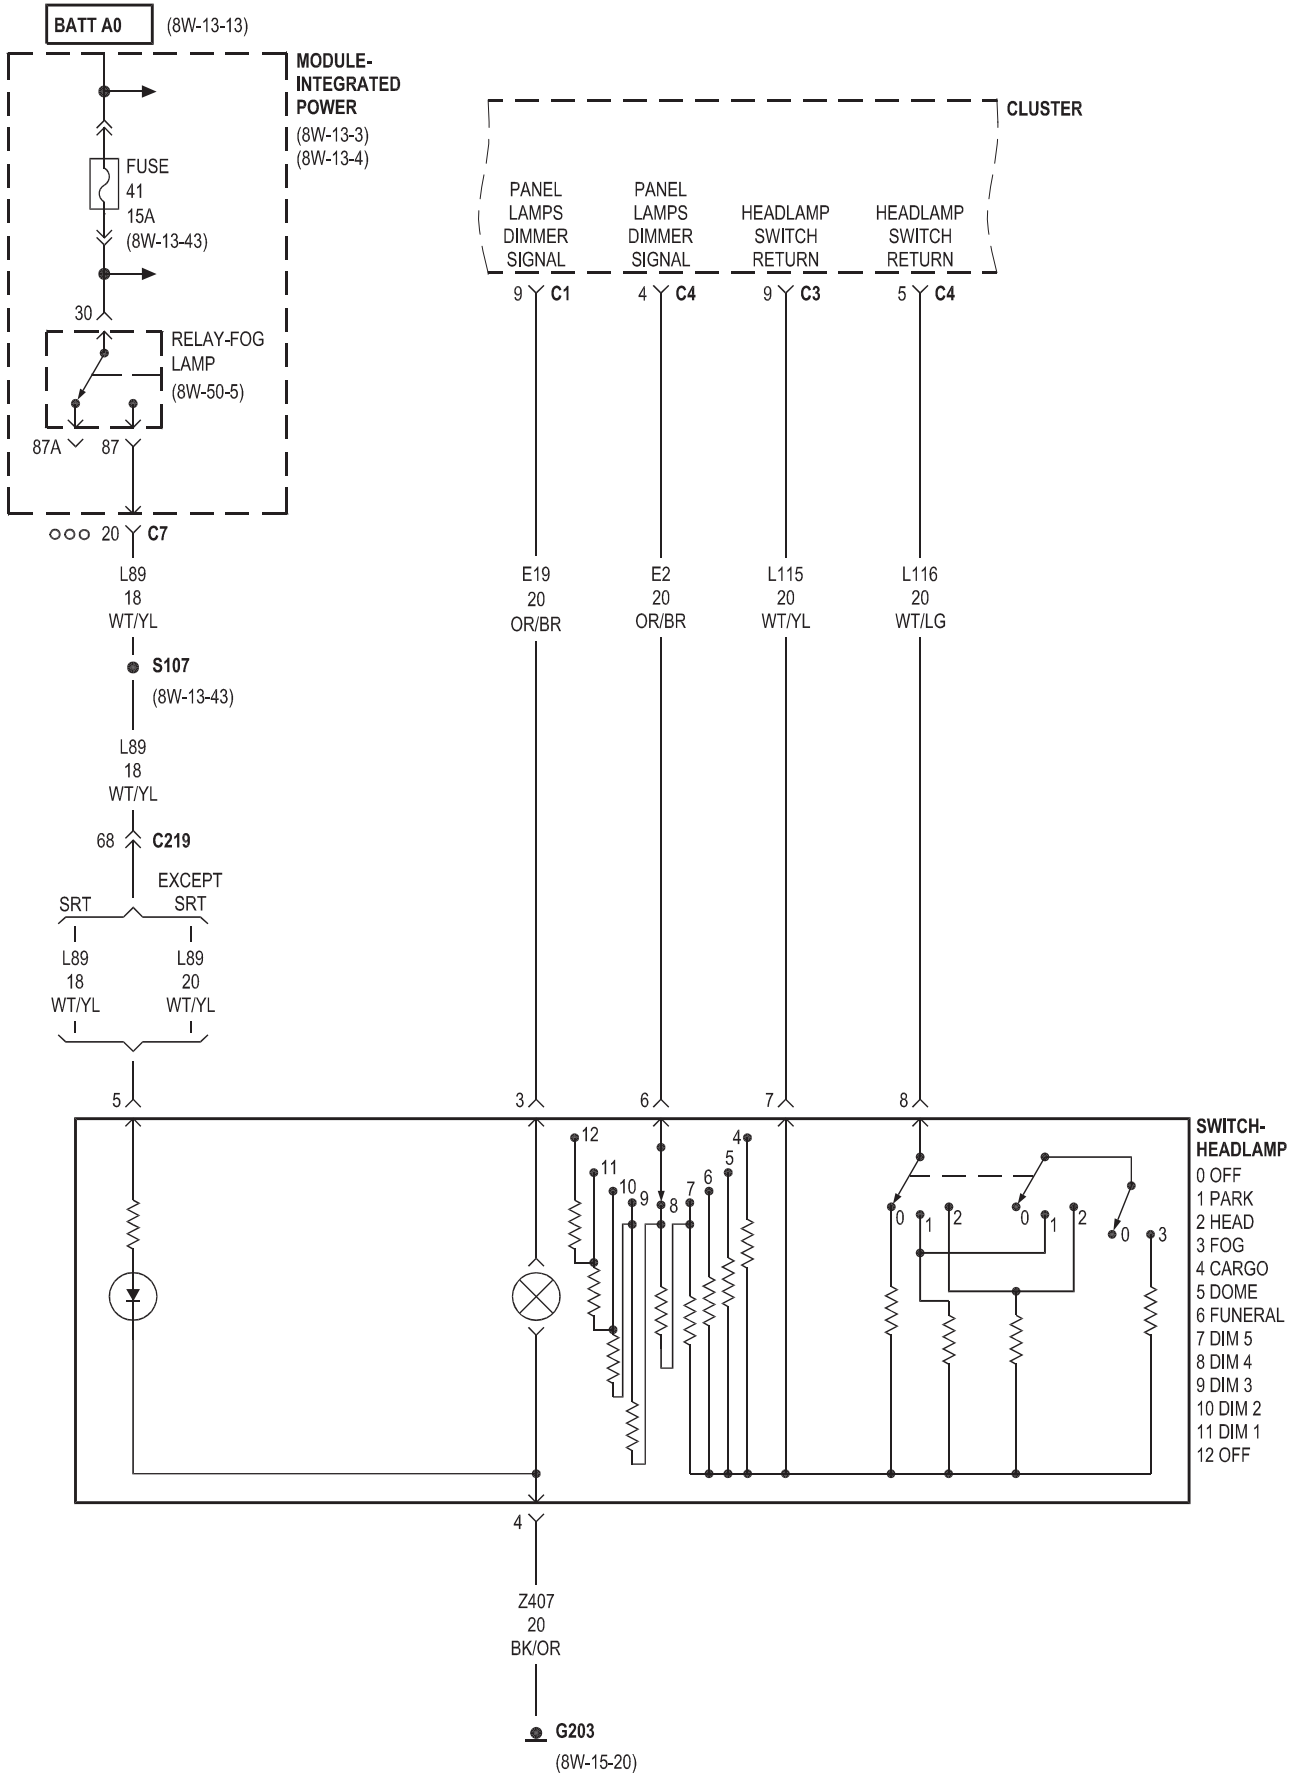 BATT A0 (8W-13-13)
MODULE-
INTEGRATED
POWER
(8W-13-3)
(8W-13-4)
FUSE
41
15A
(8W-13-43)
30
RELAY-FOG
LAMP
(8W-50-5)
87A 87
20 C7
L89
18
WT/YL
S107
(8W-13-43)
L89
18
WT/YL
68 C219
SRT
EXCEPT
SRT
L89
18
WT/YL
L89
20
WT/YL
5
CLUSTER
PANEL
LAMPS
DIMMER
SIGNAL
PANEL
LAMPS
DIMMER
SIGNAL
HEADLAMP
SWITCH
RETURN
HEADLAMP
SWITCH
RETURN
9 C1
4 C4
9 C3
5 C4
E19
20
OR/BR
E2
20
OR/BR
L115
20
WT/YL
L116
20
WT/LG
3
6
7
8
12
11
10
9
8
7
6
5
4
0
1
2
0
1
2
0
3
SWITCH-
HEADLAMP
0 OFF
1 PARK
2 HEAD
3 FOG
4 CARGO
5 DOME
6 FUNERAL
7 DIM 5
8 DIM 4
9 DIM 3
10 DIM 2
11 DIM 1
12 OFF
4
Z407
20
BK/OR
G203
(8W-15-20)